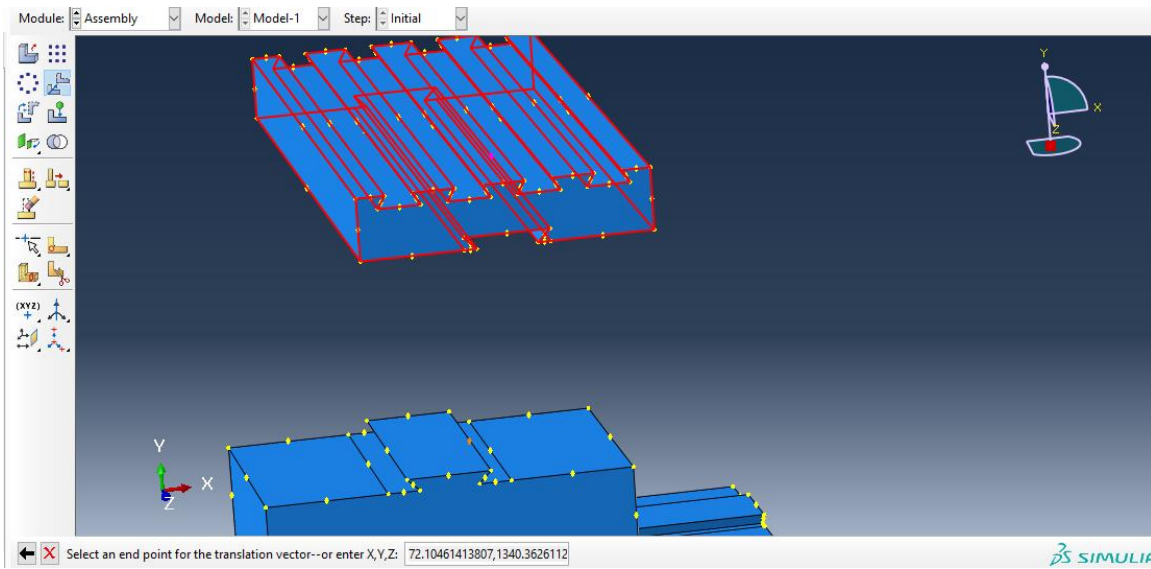 Module: Assembly Model: Model-1 Step: Initial
Y
X
Z
(XYZ)
Y
X
Z
Select an end point for the translation vector--or enter X,Y,Z: 72.10461413807,1340.3626112
3DS SIMULIA